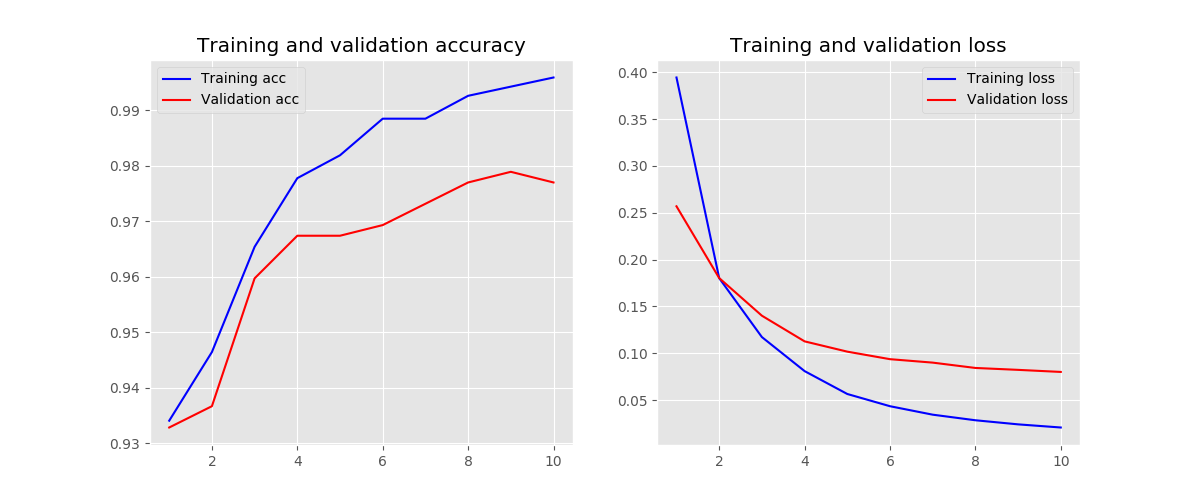 Training and validation accuracy
Training acc
Validation acc
0.99
0.98
0.97
0.96
0.95
0.94
0.93
2 4 6 8 10
Training and validation loss
Training loss
Validation loss
0.40
0.35
0.30
0.25
0.20
0.15
0.10
0.05
2 4 6 8 10